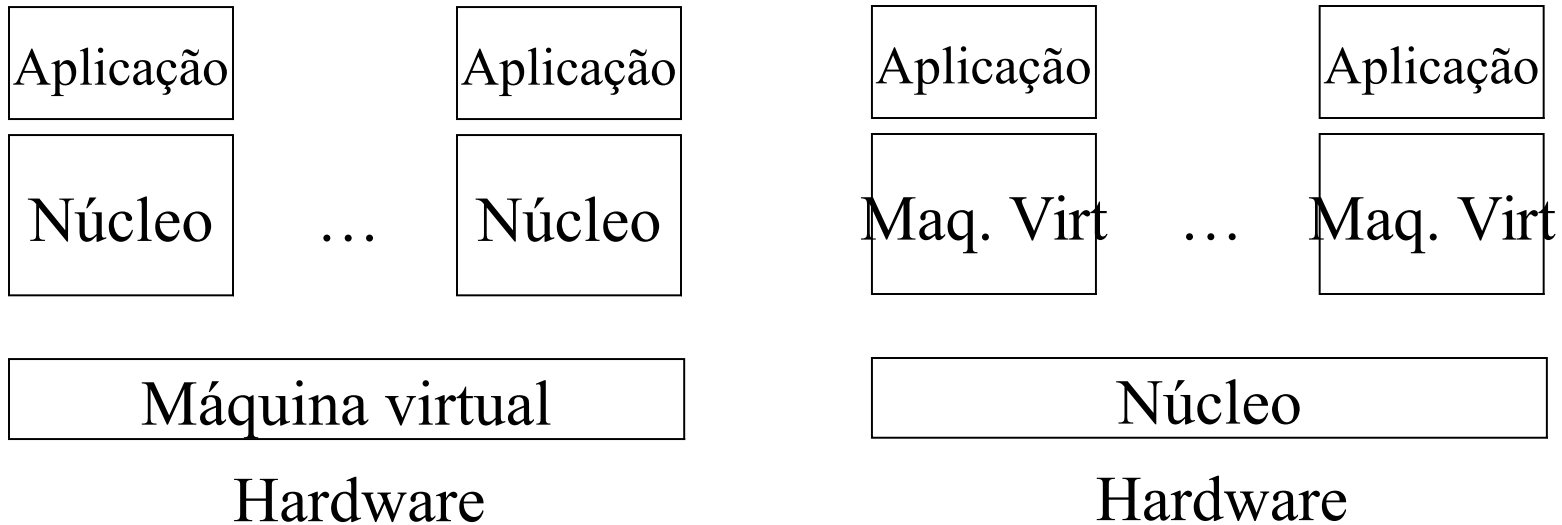 Aplicação
Aplicação
Núcleo
…
Núcleo
Máquina virtual
Hardware
Aplicação
Aplicação
Maq. Virt
…
Maq. Virt
Núcleo
Hardware